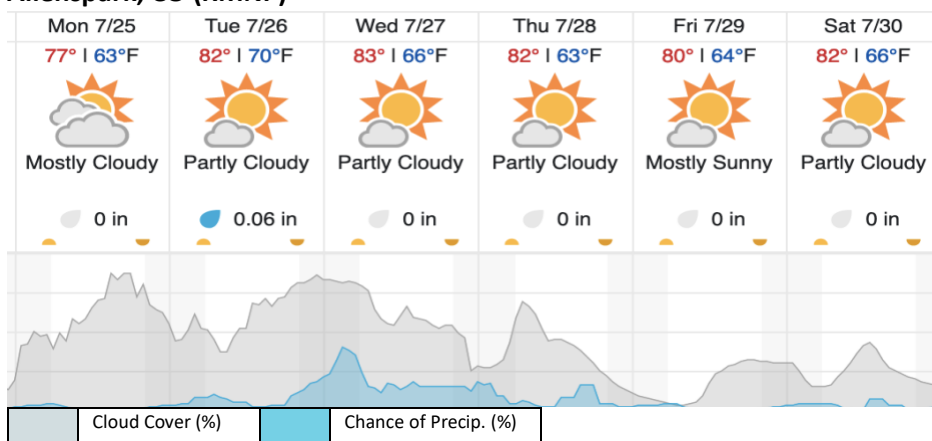 Mon 7/25 Tue 7/26 Wed 7/27 Thu 7/28 Fri 7/29 Sat 7/30
77° | 63°F 82° | 70°F 83° | 66°F 82° | 63°F 80° | 64°F 82° | 66°F
Mostly Cloudy Partly Cloudy Partly Cloudy Partly Cloudy Mostly Sunny Partly Cloudy
0 in 0.06 in 0 in 0 in 0 in 0 in
Cloud Cover (%) Chance of Precip. (%)